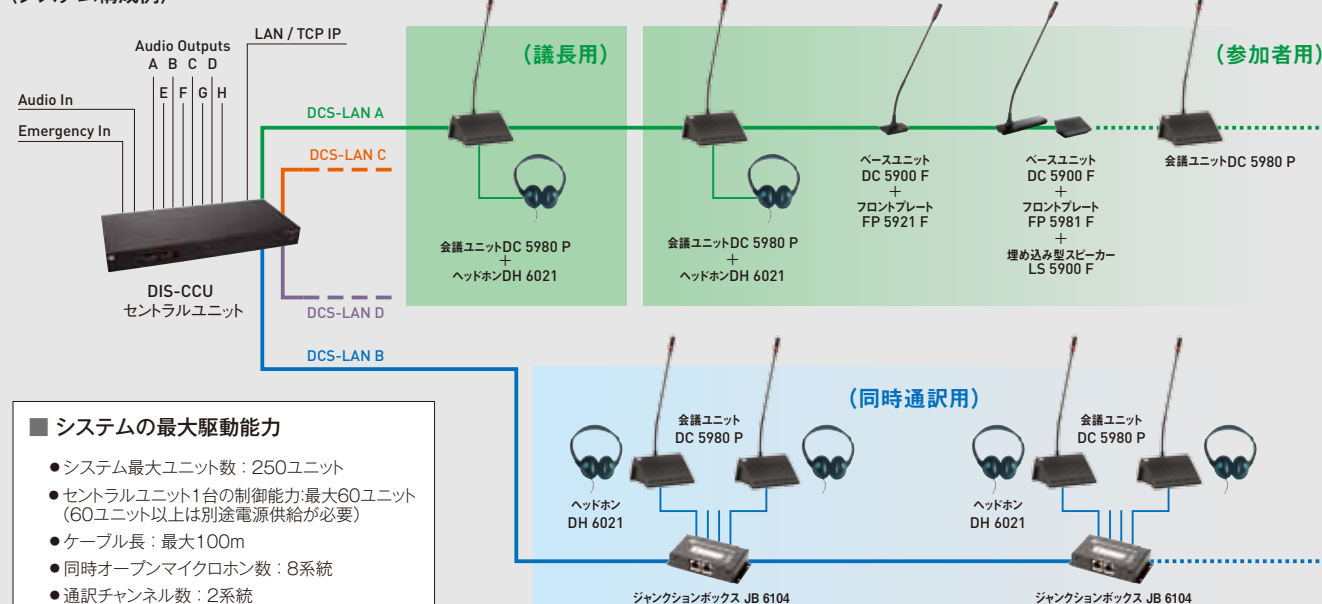 (システム構成例)
LAN / TCP IP
Audio Outputs
A B C D
E F G H
Audio In
Emergency In
DCS-LAN A
DCS-LAN C
DCS-LAN D
DCS-LAN B
DIS-CCU
セントラルユニット
(議長用)
会議ユニットDC 5980 P
+
ヘッドホンDH 6021
(参加者用)
会議ユニットDC 5980 P
+
ヘッドホンDH 6021
ベースユニット
DC 5900 F
+
フロントプレート
FP 5921 F
ベースユニット
DC 5900 F
+
フロントプレート
FP 5981 F
+
埋め込み型スピーカー
LS 5900 F
会議ユニットDC 5980 P
(同時通訳用)
会議ユニット
DC 5980 P
ヘッドホン
DH 6021
ジャンクションボックス JB 6104
会議ユニット
DC 5980 P
ヘッドホン
DH 6021
ジャンクションボックス JB 6104
■ システムの最大駆動能力
●システム最大ユニット数：250ユニット
●セントラルユニット1台の制御能力:最大60ユニット
(60ユニット以上は別途電源供給が必要)
●ケーブル長：最大100m
●同時オープンマイクロホン数：8系統
●通訳チャンネル数：2系統